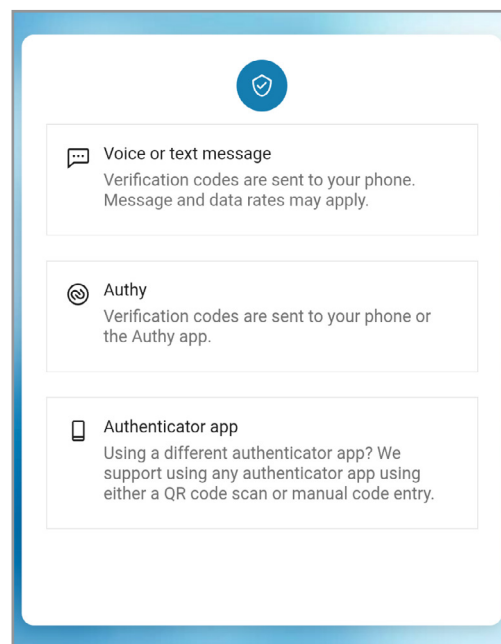 Voice or text message
Verification codes are sent to your phone.
Message and data rates may apply.
Authy
Verification codes are sent to your phone or
the Authy app.
Authenticator app
Using a different authenticator app? We
support using any authenticator app using
either a QR code scan or manual code entry.